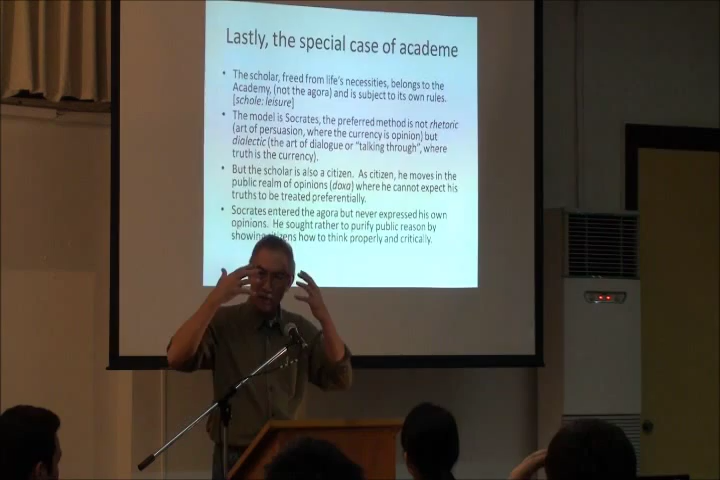 Lastly, the special case of academe
• The scholar, freed from life's necessities, belongs to the
Academy, (not the agora) and is subject to its own rules.
[schole: leisure]
• The model is Socrates, the preferred method is not rhetoric
(art of persuasion, where the currency is opinion) but
dialectic (the art of dialogue or "talking through", where
truth is the currency).
• But the scholar is also a citizen. As citizen, he moves in the
public realm of opinions (doxa) where he cannot expect his
truths to be treated preferentially.
• Socrates entered the agora but never expressed his own
opinions. He sought rather to purify public reason by
showing citizens how to think properly and critically.